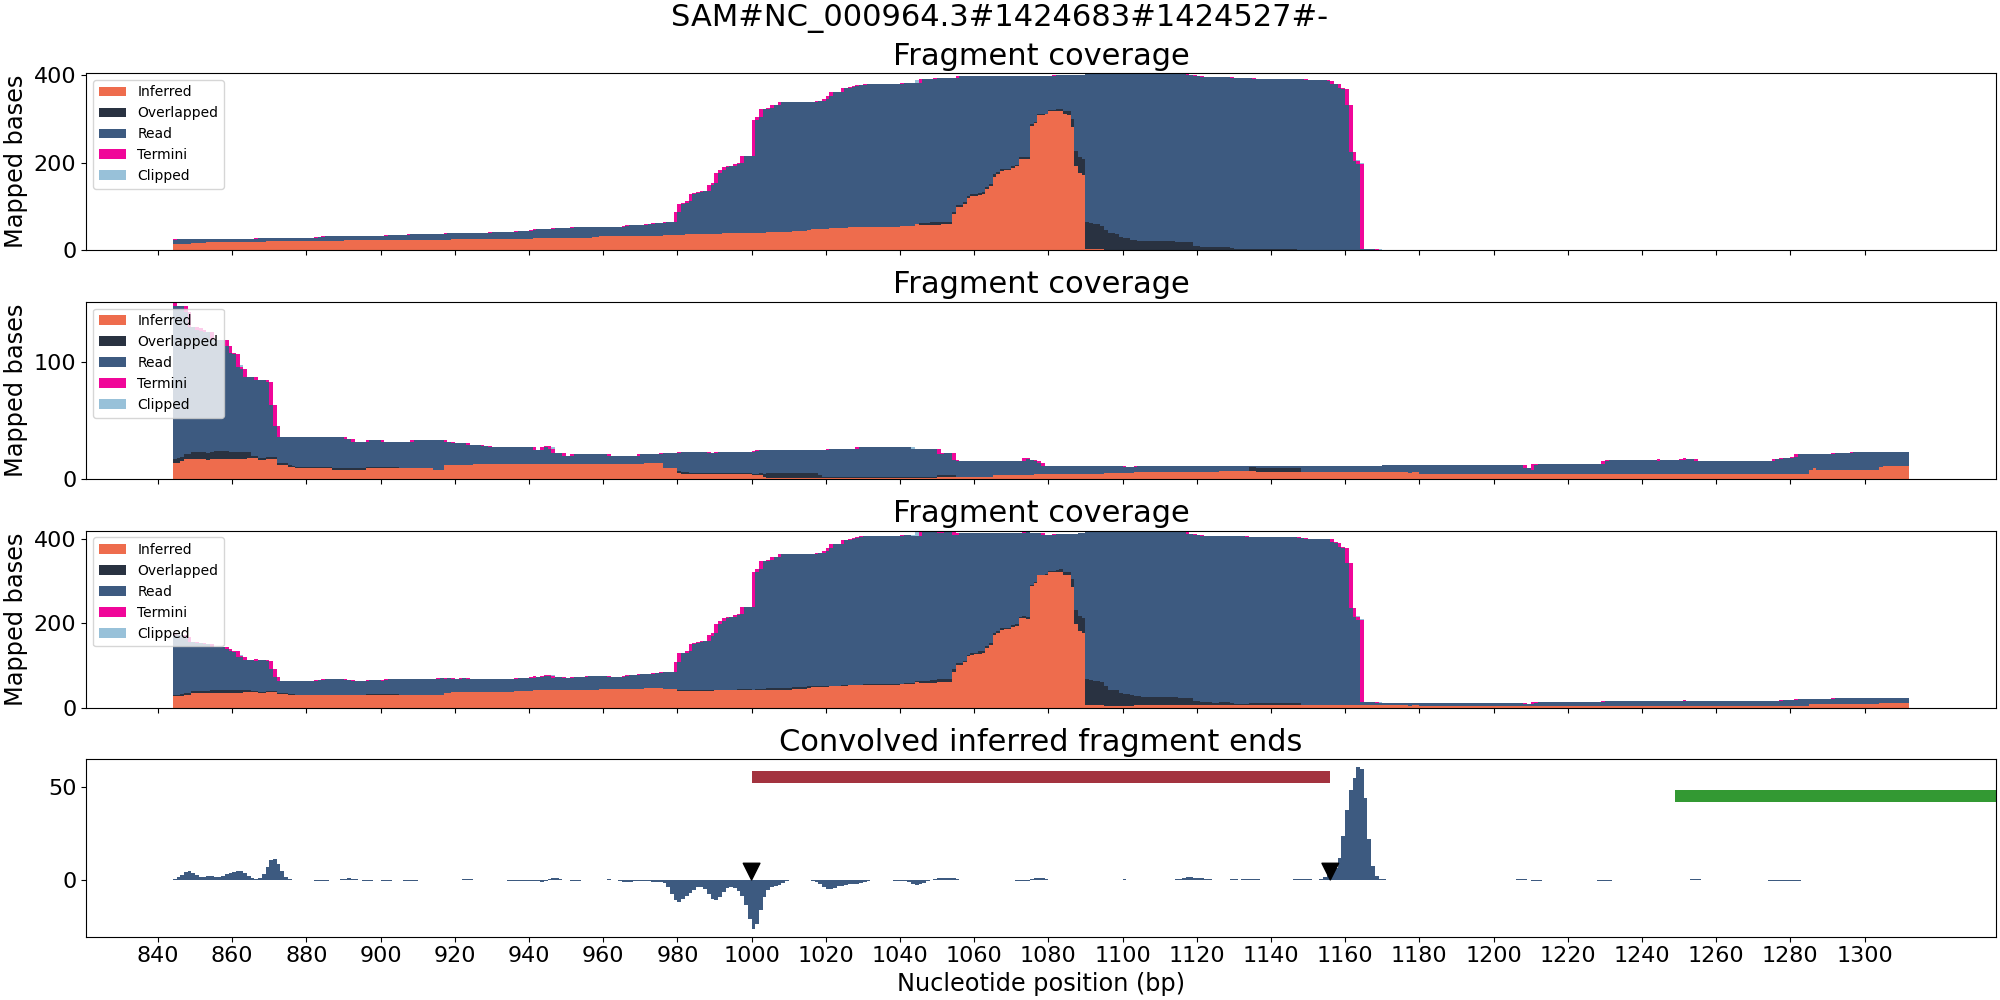 SAM#NC_000964.3#1424683#1424527#-
Fragment coverage
Mapped bases
400
200
0
Inferred
Overlapped
Read
Termini
Clipped
Fragment coverage
Mapped bases
100
0
Inferred
Overlapped
Read
Termini
Clipped
Fragment coverage
Mapped bases
400
200
0
Inferred
Overlapped
Read
Termini
Clipped
Convolved inferred fragment ends
50
0
840 860 880 900 920 940 960 980 1000 1020 1040 1060 1080 1100 1120 1140 1160 1180 1200 1220 1240 1260 1280 1300
Nucleotide position (bp)